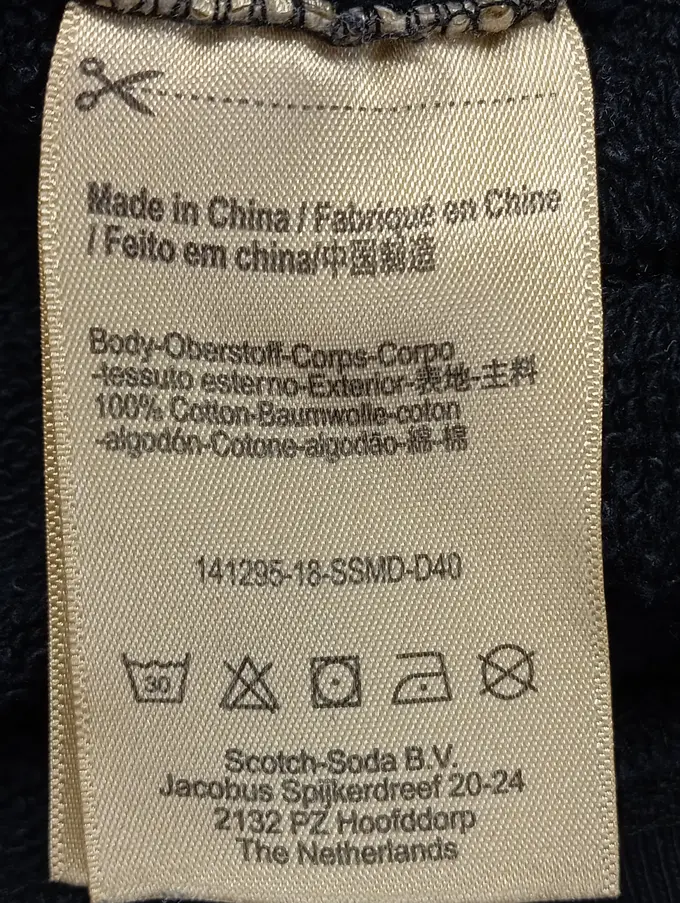 Made in China / Fabriqué en Chine
/ Feito em china/中国制造
Body-Oberstoff-Corps-Corpo
-tessuto esterno-Exterior-表地-主料
100% Cotton-Baumwolle-coton
-algodón-Cotone-algodão-綿-棉
141295-18-SSMD-D40
30
Scotch-Soda B.V.
Jacobus Spijkerdreef 20-24
2132 PZ Hoofddorp
The Netherlands